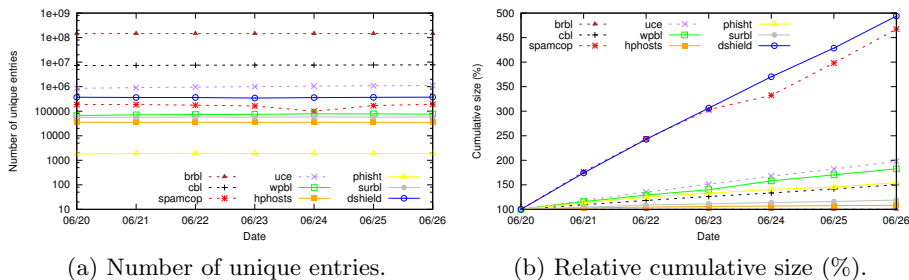 1e+09
1e+08
1e+07
1e+06
100000
10000
1000
100
10
Number of unique entries
brbl
cbl
spamcop
uce
wpbl
hphosts
phisht
surbl
dshield
06/20 06/21 06/22 06/23 06/24 06/25 06/26
Date
(a) Number of unique entries.
500
450
400
350
300
250
200
150
100
Cumulative size (%)
brbl
cbl
spamcop
uce
wpbl
hphosts
phisht
surbl
dshield
06/20 06/21 06/22 06/23 06/24 06/25 06/26
Date
(b) Relative cumulative size (%).